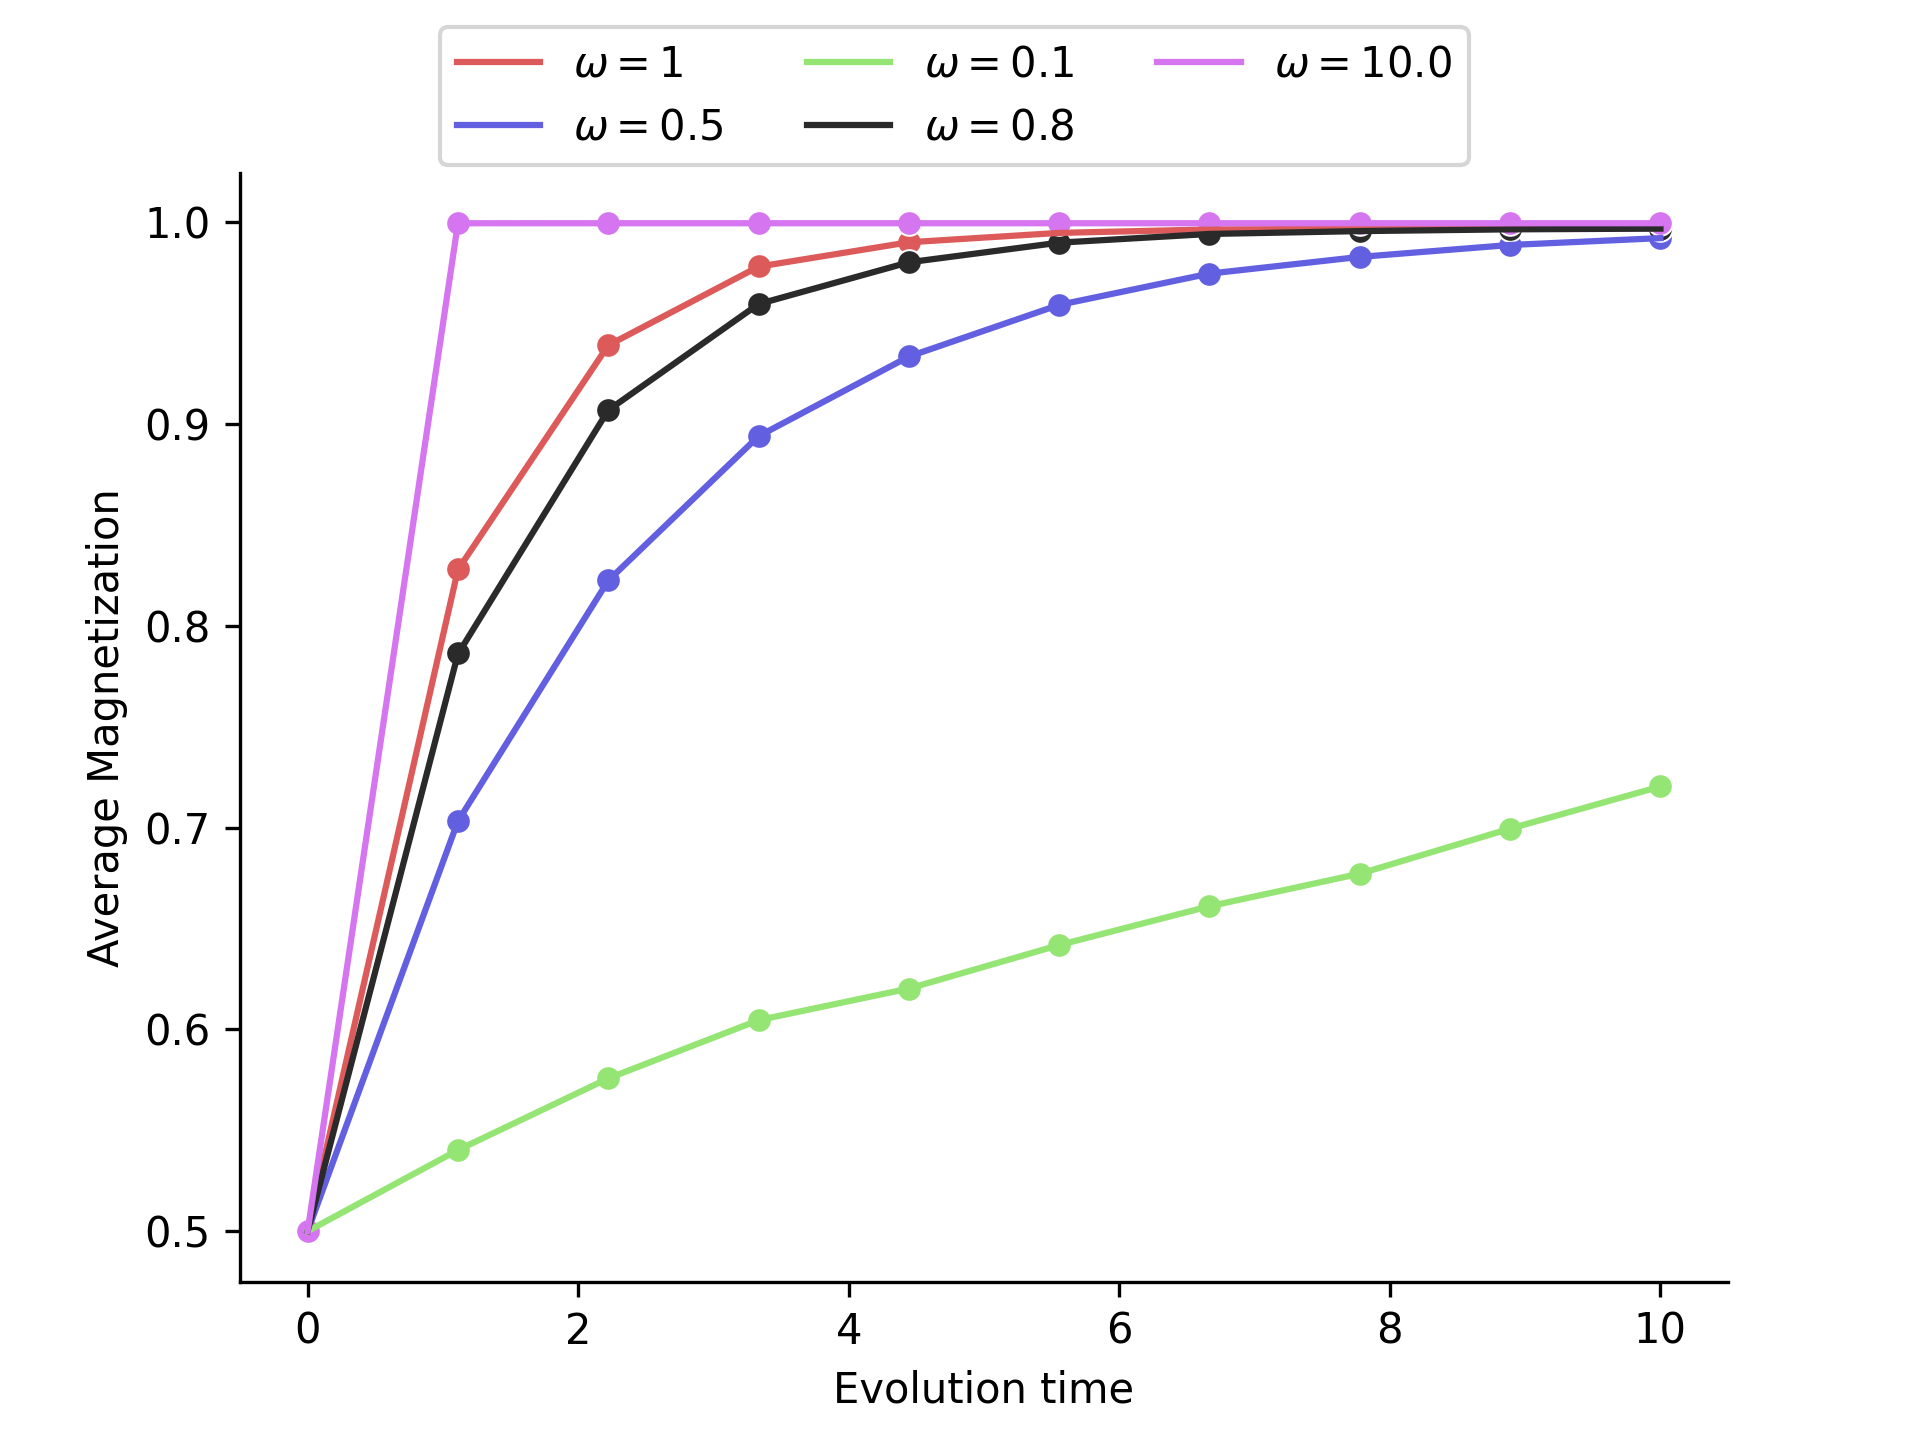 ω = 1
ω = 0.5
ω = 0.1
ω = 0.8
ω = 10.0
1.0
0.9
0.8
0.7
0.6
0.5
Average Magnetization
0 2 4 6 8 10
Evolution time